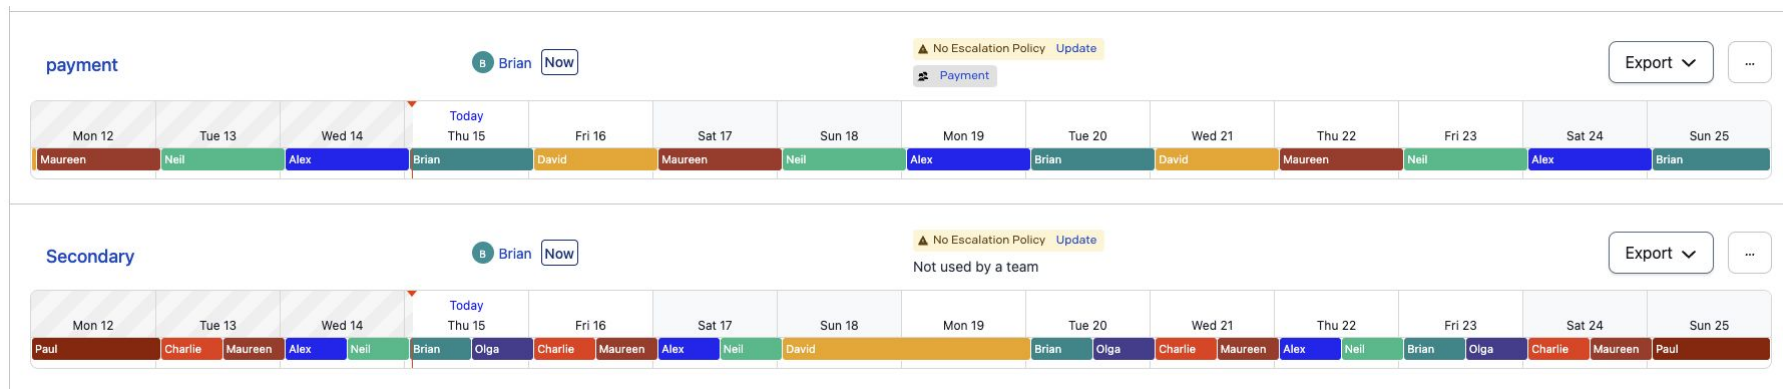 payment
B Brian Now
No Escalation Policy Update
Payment
Export
...
Today
Mon 12 Tue 13 Wed 14 Thu 15 Fri 16 Sat 17 Sun 18 Mon 19 Tue 20 Wed 21 Thu 22 Fri 23 Sat 24 Sun 25
Maureen Neil Alex Brian David Maureen Neil Alex Brian David Maureen Neil Alex Brian
Secondary
B Brian Now
No Escalation Policy Update
Not used by a team
Export
...
Today
Mon 12 Tue 13 Wed 14 Thu 15 Fri 16 Sat 17 Sun 18 Mon 19 Tue 20 Wed 21 Thu 22 Fri 23 Sat 24 Sun 25
Paul Charlie Maureen Alex Neil Brian Olga Charlie Maureen Alex Neil David Brian Olga Charlie Maureen Alex Neil Brian Olga Charlie Maureen Paul